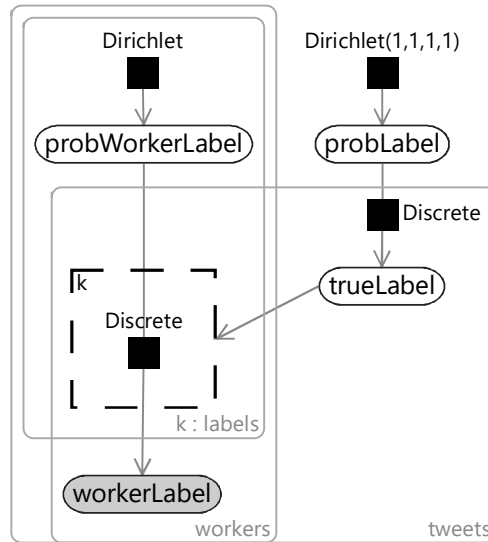 Dirichlet
Dirichlet(1,1,1,1)
probWorkerLabel
probLabel
Discrete
k
trueLabel
Discrete
k : labels
workerLabel
workers
tweets